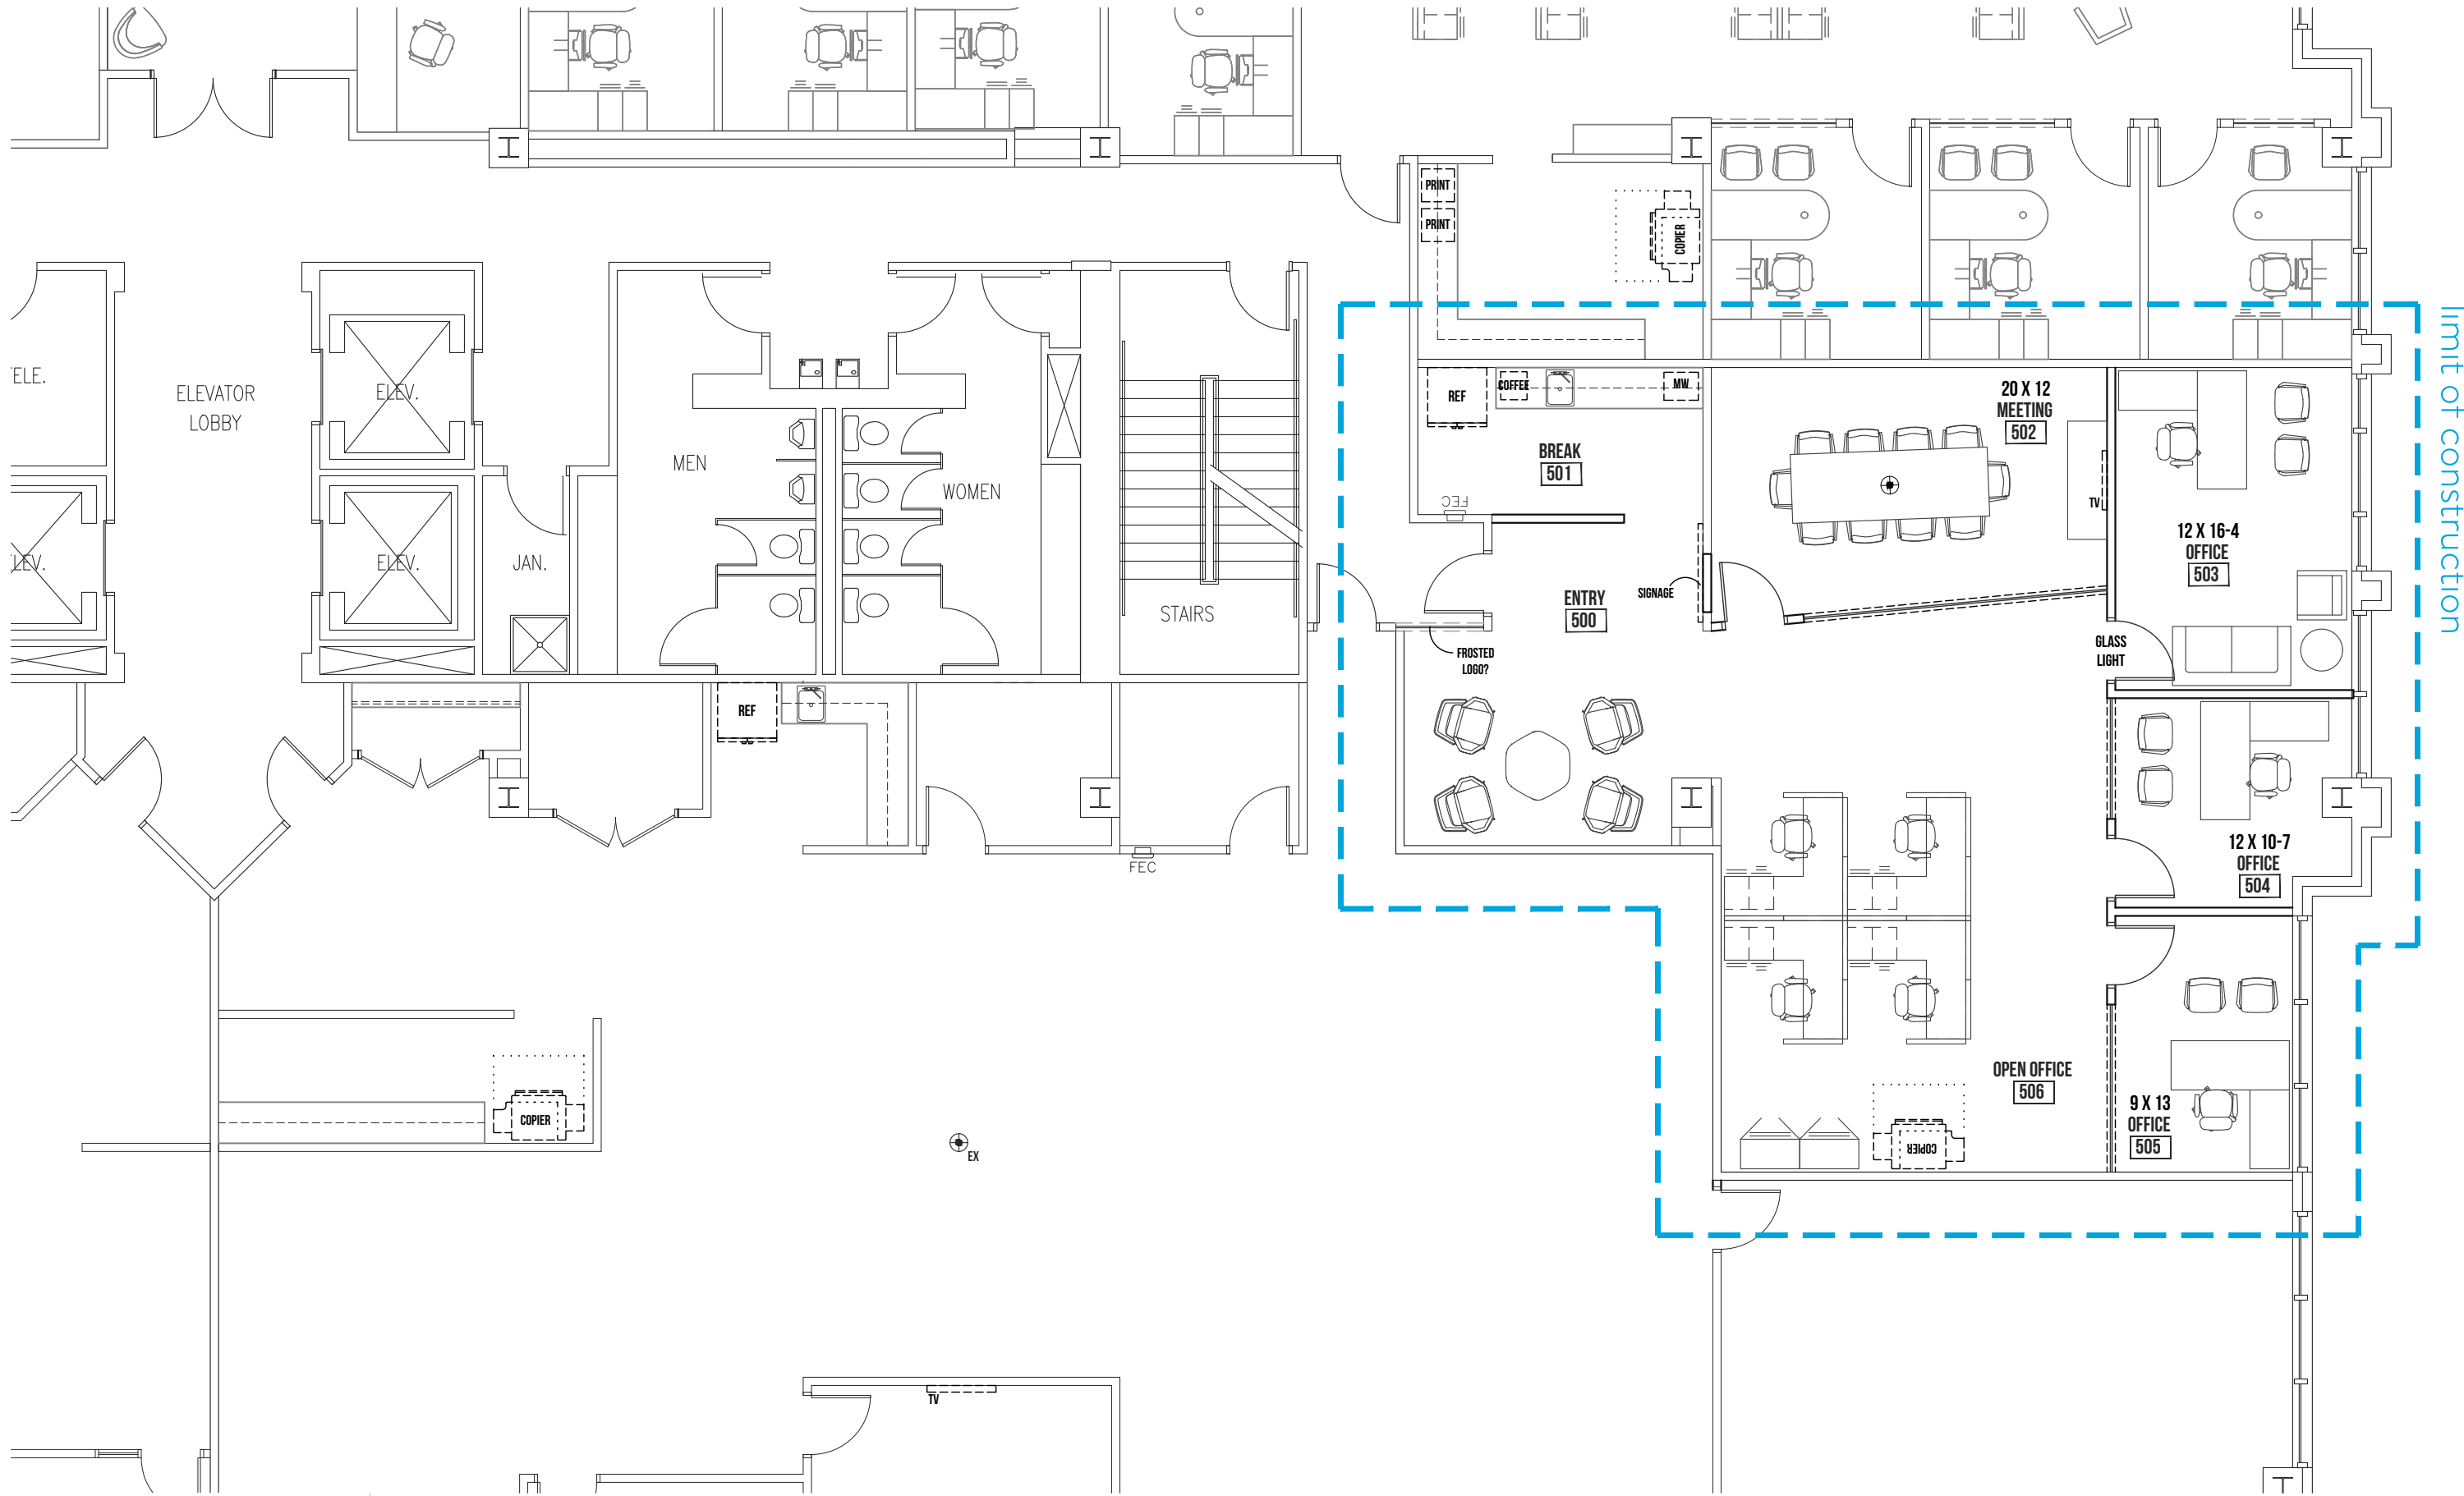 PRINT
PRINT
COPIER
limit of construction
ELE.
ELEVATOR
LOBBY
ELEV.
REF
COFFEE
MW
20 X 12
MEETING
502
MEN
WOMEN
BREAK
501
FEC
TV
12 X 16-4
OFFICE
503
ELEV.
ELEV.
JAN.
STAIRS
ENTRY
500
SIGNAGE
FROSTED
LOGO?
GLASS
LIGHT
REF
FEC
12 X 10-7
OFFICE
504
OPEN OFFICE
506
9 X 13
OFFICE
505
COPIER
COPIER
EX
TV